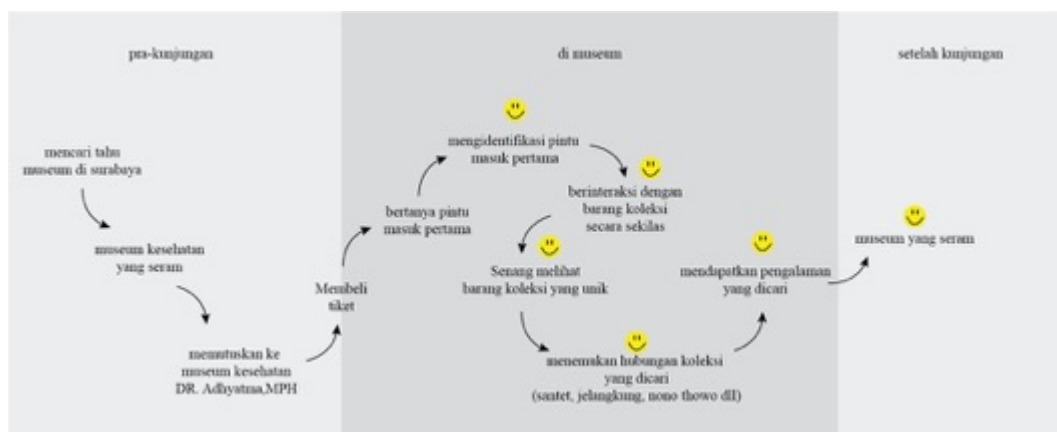 pra-kunjungan
di museum
setelah kunjungan
mencari tahu
museum di surabaya
museum kesehatan
yang seram
memutuskan ke
museum kesehatan
DR. Adhyatma,MPH
Membeli
tiket
bertanya pintu
masuk pertama
mengidentifikasi pintu
masuk pertama
berinteraksi dengan
barang koleksi
secara sekilas
Senang melihat
barang koleksi yang unik
menemukan hubungan koleksi
yang dicari
(santet, jelangkung, nono thowo dll)
mendapatkan pengalaman
yang dicari
museum yang seram